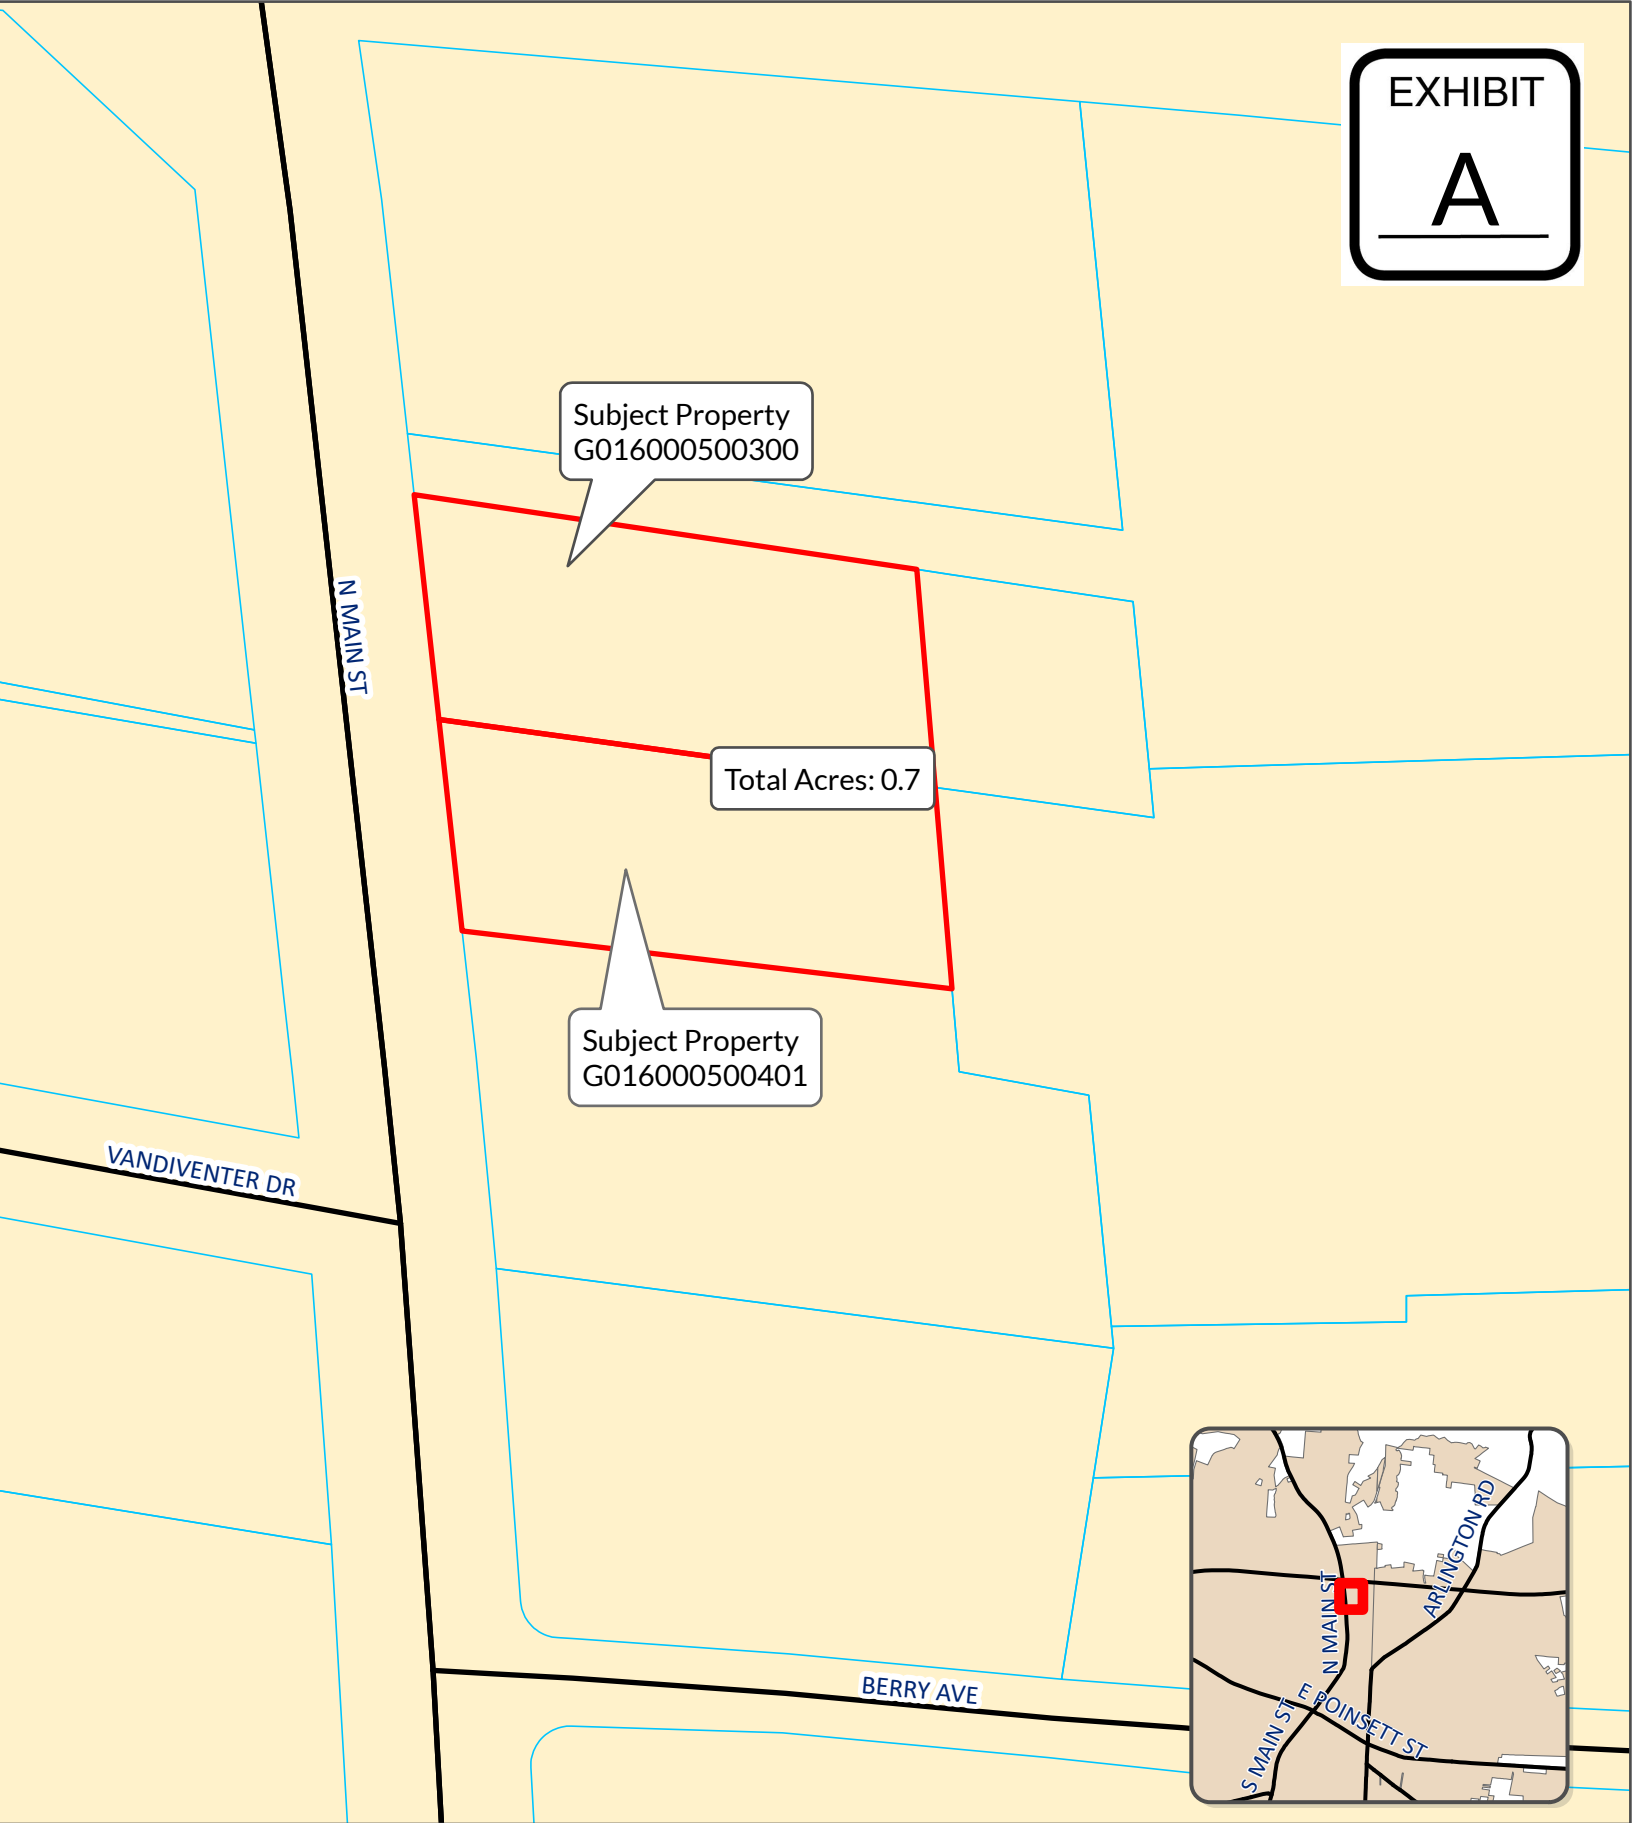 EXHIBIT
A
Subject Property
G016000500300
N MAIN ST
Total Acres: 0.7
Subject Property
G016000500401
VANDIVENTER DR
BERRY AVE
ARLINGTON RD
N MAIN ST
E POINSETT ST
S MAIN ST